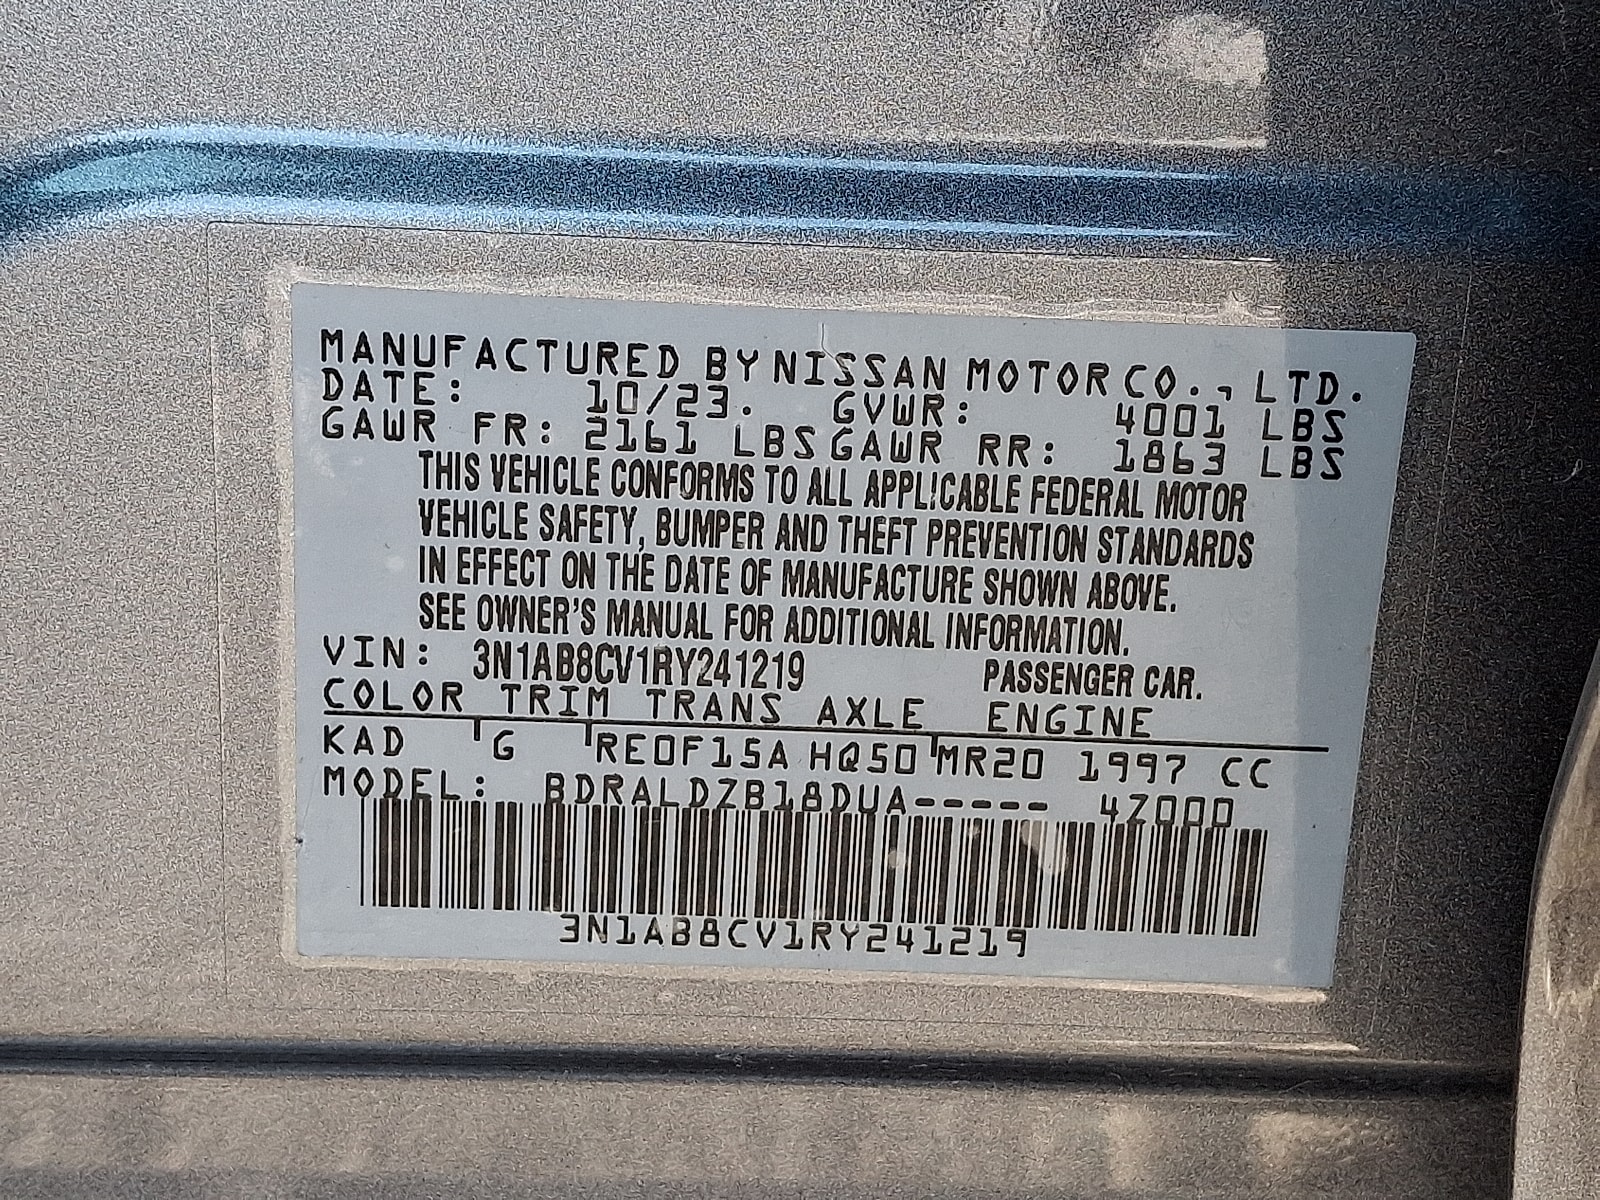 MANUFACTURED BY NISSAN MOTOR CO., LTD.
DATE: 10/23. GVWR: 4001 LBS
GAWR FR: 2161 LBS GAWR RR: 1863 LBS
THIS VEHICLE CONFORMS TO ALL APPLICABLE FEDERAL MOTOR
VEHICLE SAFETY, BUMPER AND THEFT PREVENTION STANDARDS
IN EFFECT ON THE DATE OF MANUFACTURE SHOWN ABOVE.
SEE OWNER'S MANUAL FOR ADDITIONAL INFORMATION.
VIN: 3N1AB8CV1RY241219 PASSENGER CAR.
COLOR TRIM TRANS AXLE ENGINE
KAD G RE0F15A HQ50 MR20 1997 CC
MODEL: BDRALDZB18DUA----- 4Z000
3N1AB8CV1RY241219